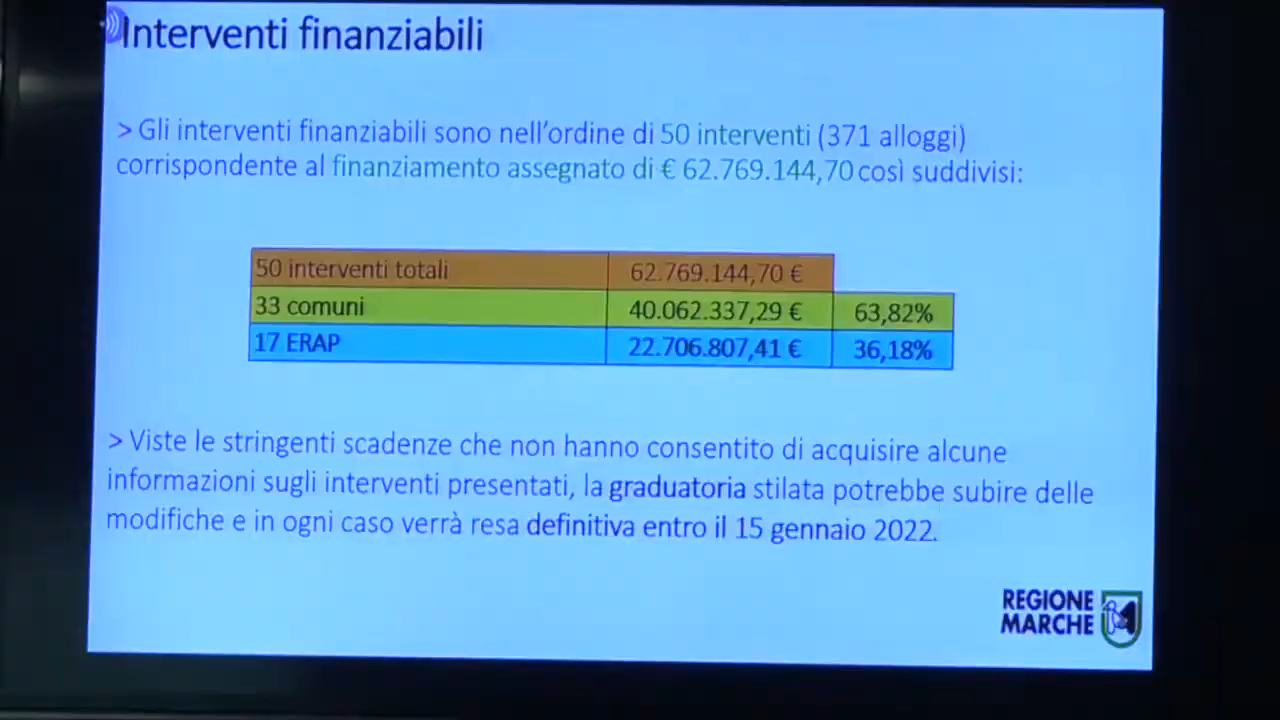 Interventi finanziabili
> Gli interventi finanziabili sono nell'ordine di 50 interventi (371 alloggi)
corrispondente al finanziamento assegnato di € 62.769.144,70 così suddivisi:
50 interventi totali 62.769.144,70 €
33 comuni 40.062.337,29 € 63,82%
17 ERAP 22.706.807,41 € 36,18%
> Viste le stringenti scadenze che non hanno consentito di acquisire alcune
informazioni sugli interventi presentati, la graduatoria stilata potrebbe subire delle
modifiche e in ogni caso verrà resa definitiva entro il 15 gennaio 2022.
REGIONE
MARCHE